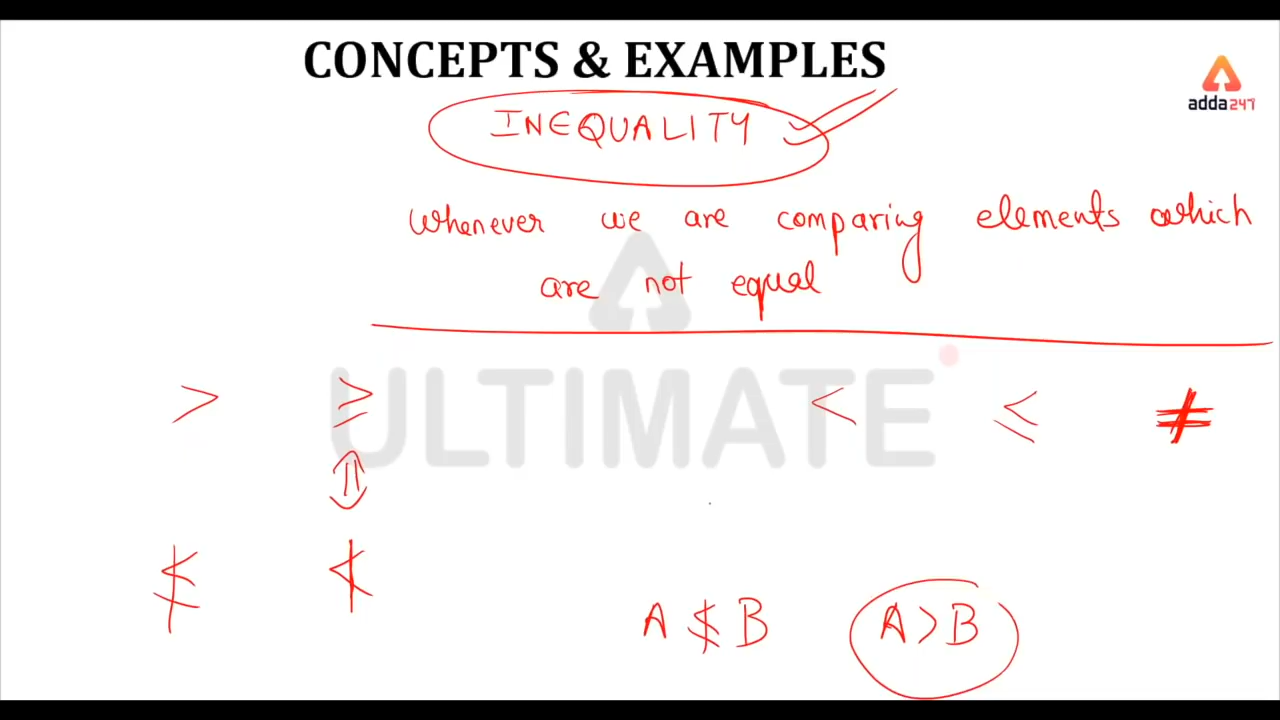 CONCEPTS & EXAMPLES
adda247
INEQUALITY
Whenever we are comparing elements which
are not equal
ULTIMATE
> ≥ < ≤ ≠
≰ ≮
A ≰ B A > B